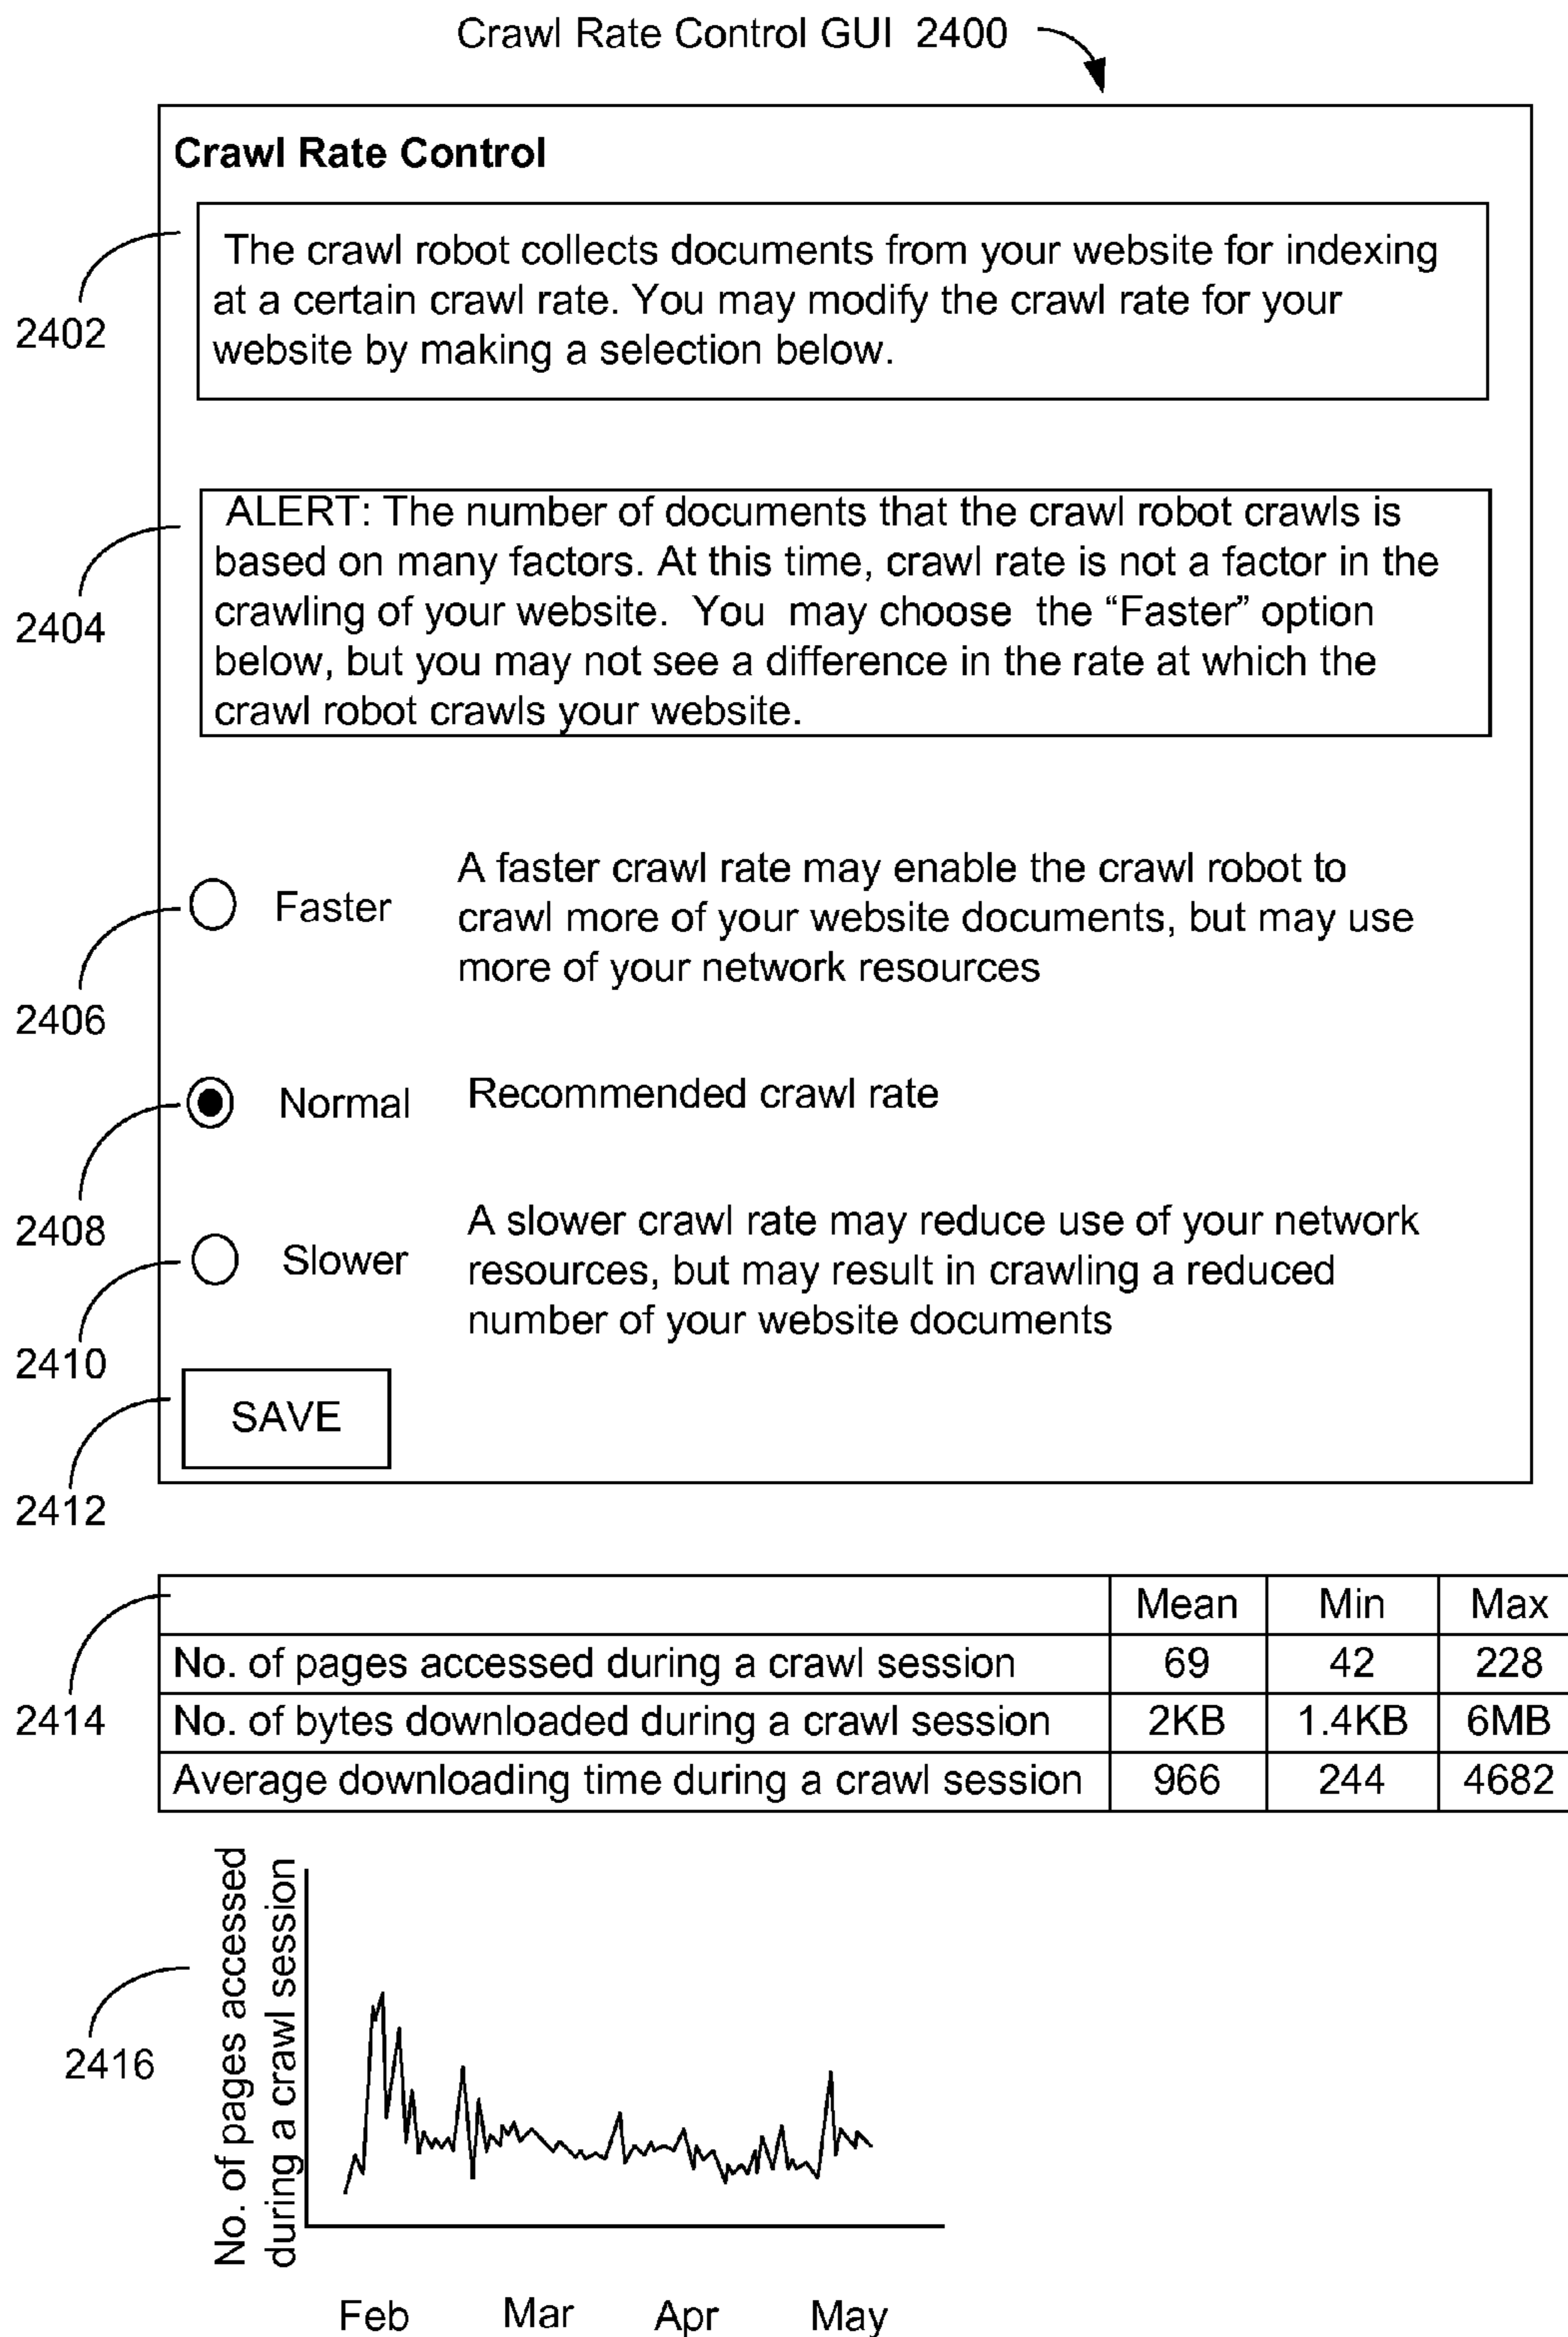 Crawl Rate Control GUI 2400
Crawl Rate Control
The crawl robot collects documents from your website for indexing
at a certain crawl rate. You may modify the crawl rate for your
website by making a selection below.
2402
ALERT: The number of documents that the crawl robot crawls is
based on many factors. At this time, crawl rate is not a factor in the
crawling of your website. You may choose the “Faster” option
below, but you may not see a difference in the rate at which the
crawl robot crawls your website.
2404
Faster
A faster crawl rate may enable the crawl robot to
crawl more of your website documents, but may use
more of your network resources
2406
Normal
Recommended crawl rate
2408
Slower
A slower crawl rate may reduce use of your network
resources, but may result in crawling a reduced
number of your website documents
2410
SAVE
2412
Mean Min Max
No. of pages accessed during a crawl session 69 42 228
No. of bytes downloaded during a crawl session 2KB 1.4KB 6MB
Average downloading time during a crawl session 966 244 4682
2414
No. of pages accessed
during a crawl session
2416
Feb Mar Apr May